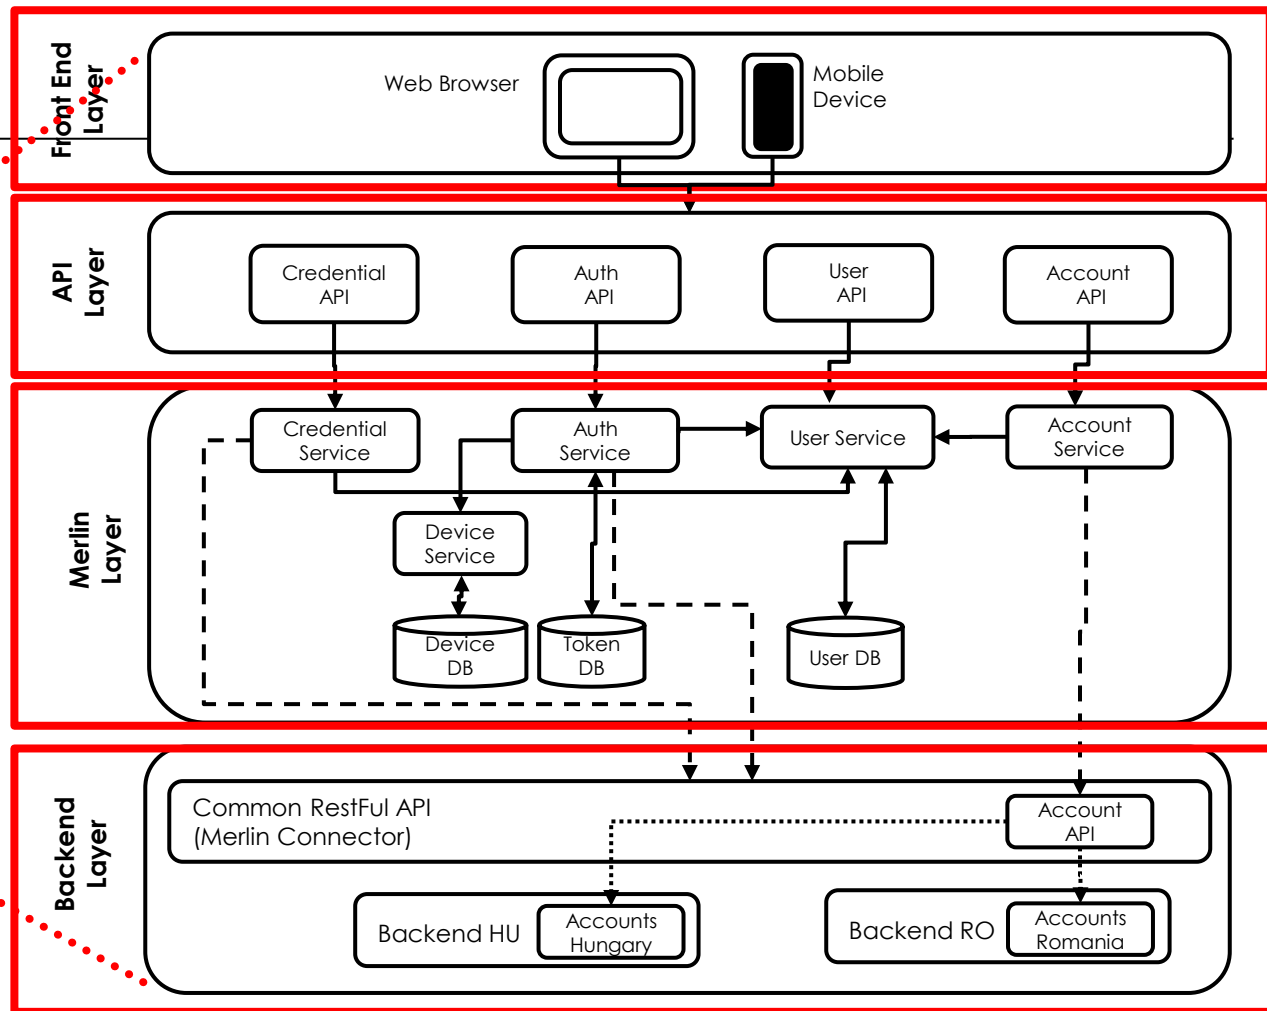 Front End
Layer
Web Browser
Mobile
Device
API
Layer
Credential
API
Auth
API
User
API
Account
API
Merlin
Layer
Credential
Service
Auth
Service
User Service
Account
Service
Device
Service
Device
DB
Token
DB
User DB
Backend
Layer
Common RestFul API
(Merlin Connector)
Account
API
Backend HU
Accounts
Hungary
Backend RO
Accounts
Romania